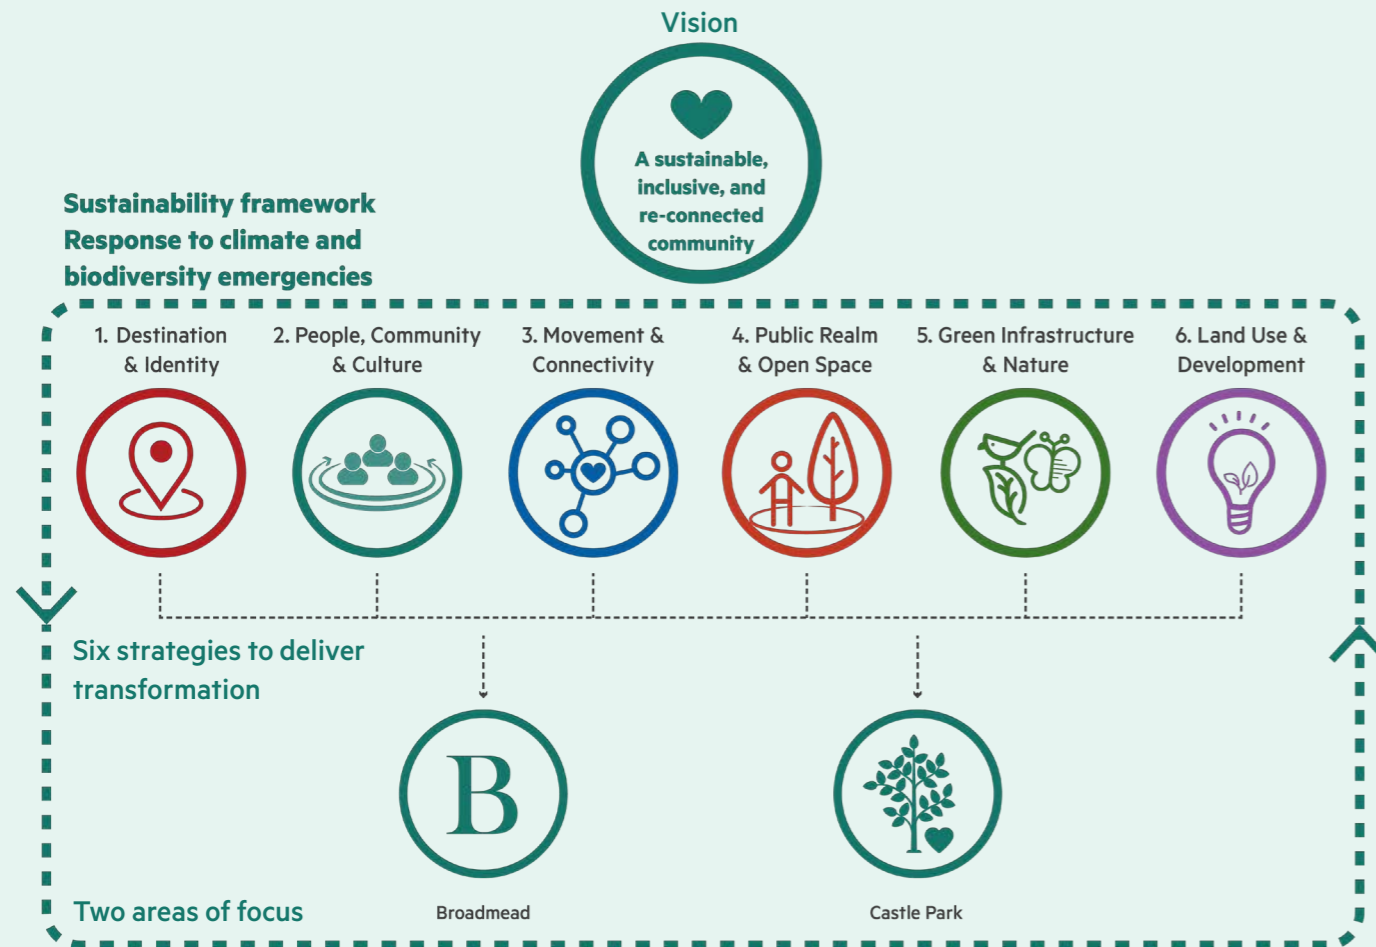 Vision
A sustainable,
inclusive, and
re-connected
community
Sustainability framework
Response to climate and
biodiversity emergencies
1. Destination
& Identity
2. People, Community
& Culture
3. Movement &
Connectivity
4. Public Realm
& Open Space
5. Green Infrastructure
& Nature
6. Land Use &
Development
Six strategies to deliver
transformation
B
Two areas of focus
Broadmead
Castle Park